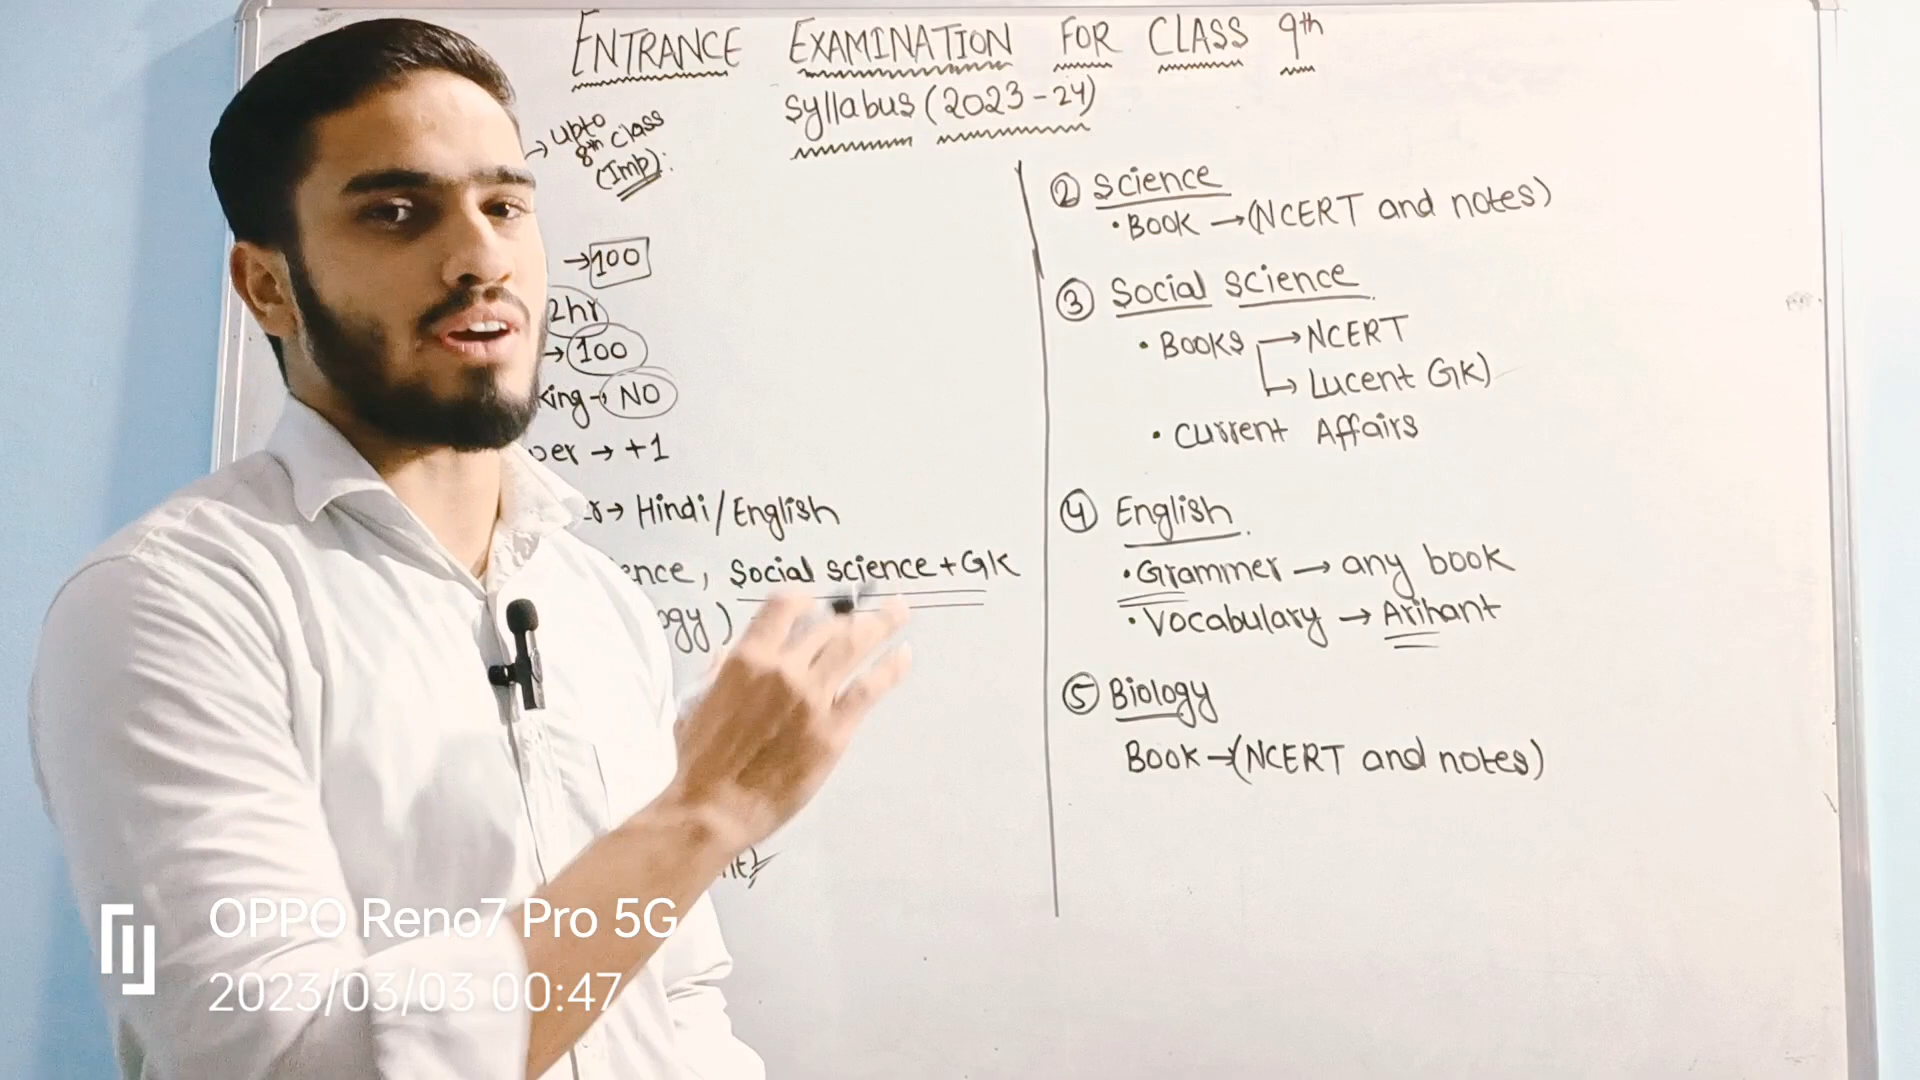 ENTRANCE EXAMINATION FOR CLASS 9th
Syllabus (2023-24)
→ upto
8th class
(Imp).
→ 100
2hr
→ 100
king → NO
per → +1
r → Hindi/English
ence, Social science + GK
ogy)
② Science
• Book → (NCERT and notes)
③ Social science
• Books → NCERT
→ Lucent GK)
• Current Affairs
④ English
• Grammer → any book
• Vocabulary → Arihant
⑤ Biology
Book → (NCERT and notes)
OPPO Reno7 Pro 5G
2023/03/03 00:47